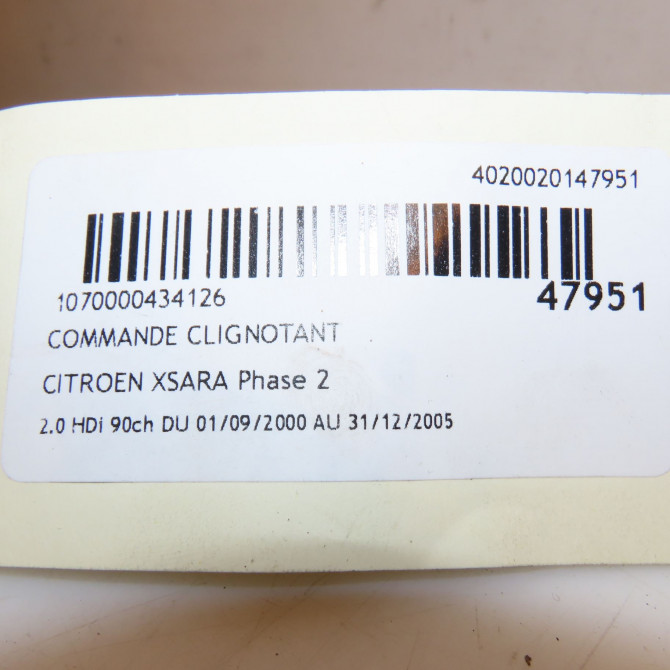 4020020147951
1070000434126
47951
COMMANDE CLIGNOTANT
CITROEN XSARA Phase 2
2.0 HDi 90ch DU 01/09/2000 AU 31/12/2005